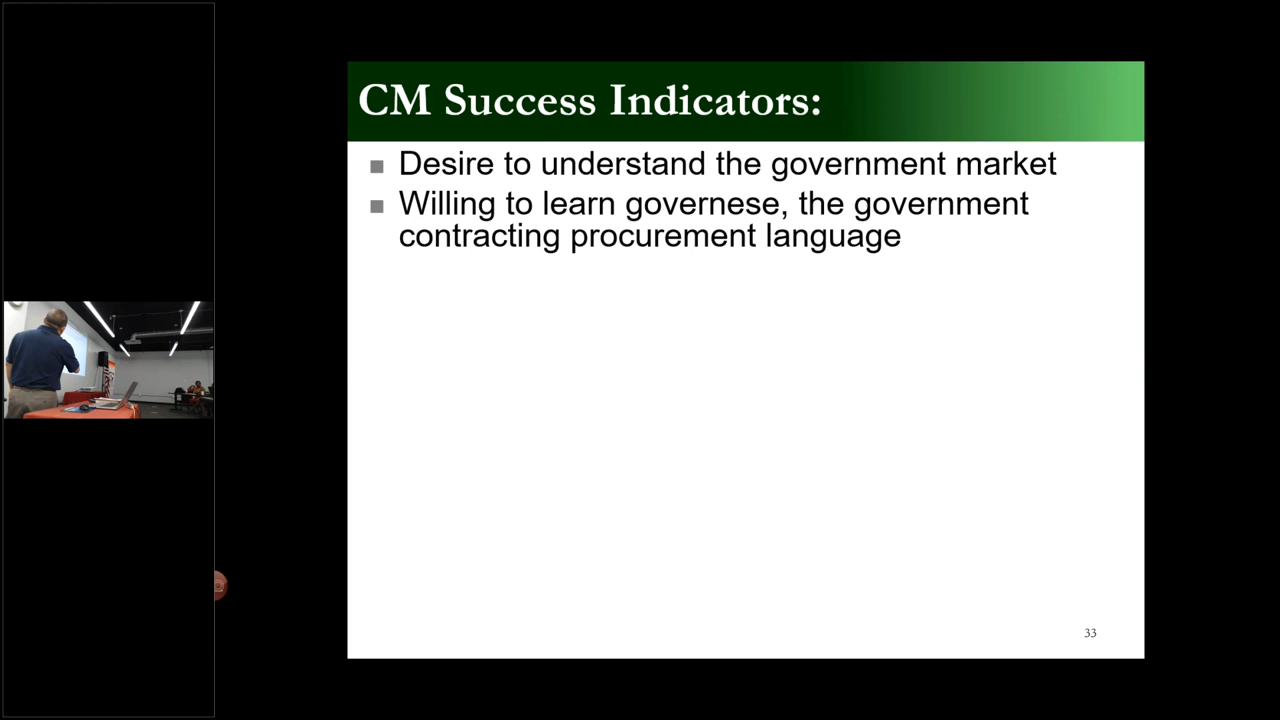 CM Success Indicators:
Desire to understand the government market
Willing to learn governese, the government
contracting procurement language
33